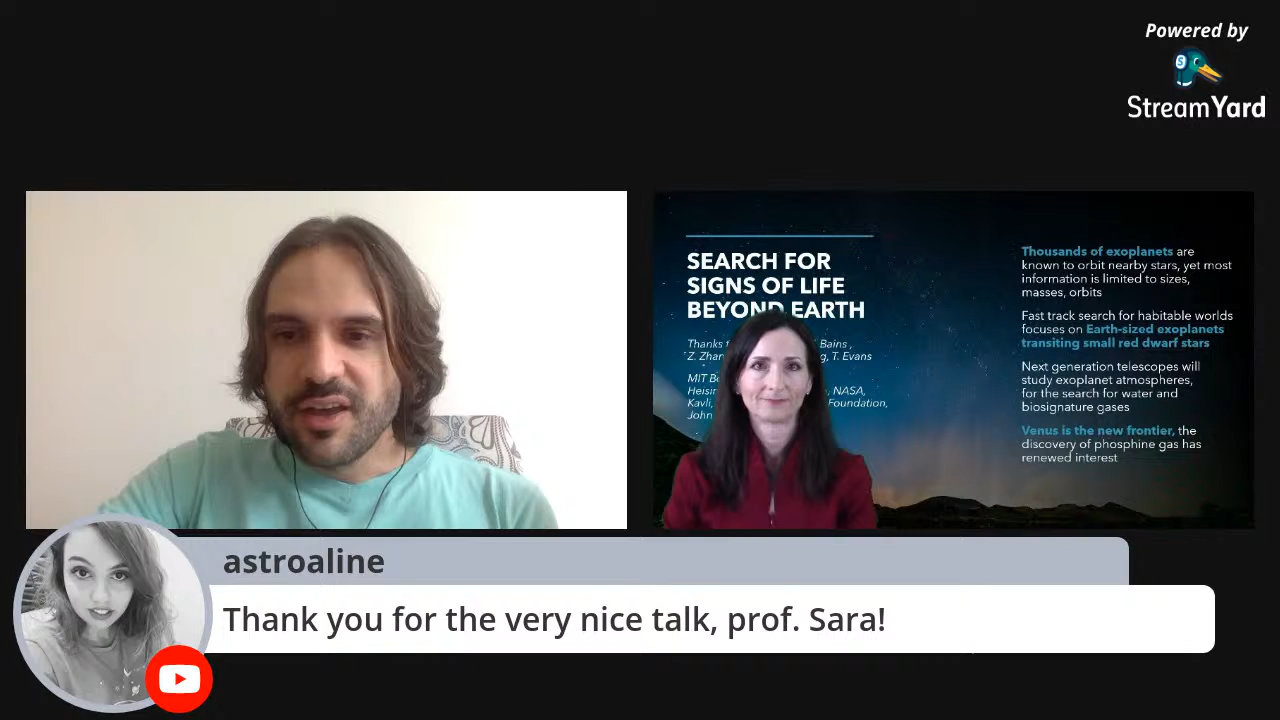 Powered by
S
StreamYard
SEARCH FOR
SIGNS OF LIFE
BEYOND EARTH
Thanks Bains ,
Z. Zhan g, T. Evans
MIT
NASA,
Kavli, Foundation,
John
Thousands of exoplanets are
known to orbit nearby stars, yet most
information is limited to sizes,
masses, orbits
Fast track search for habitable worlds
focuses on Earth-sized exoplanets
transiting small red dwarf stars
Next generation telescopes will
study exoplanet atmospheres,
for the search for water and
biosignature gases
Venus is the new frontier, the
discovery of phosphine gas has
renewed interest
astroaline
Thank you for the very nice talk, prof. Sara!